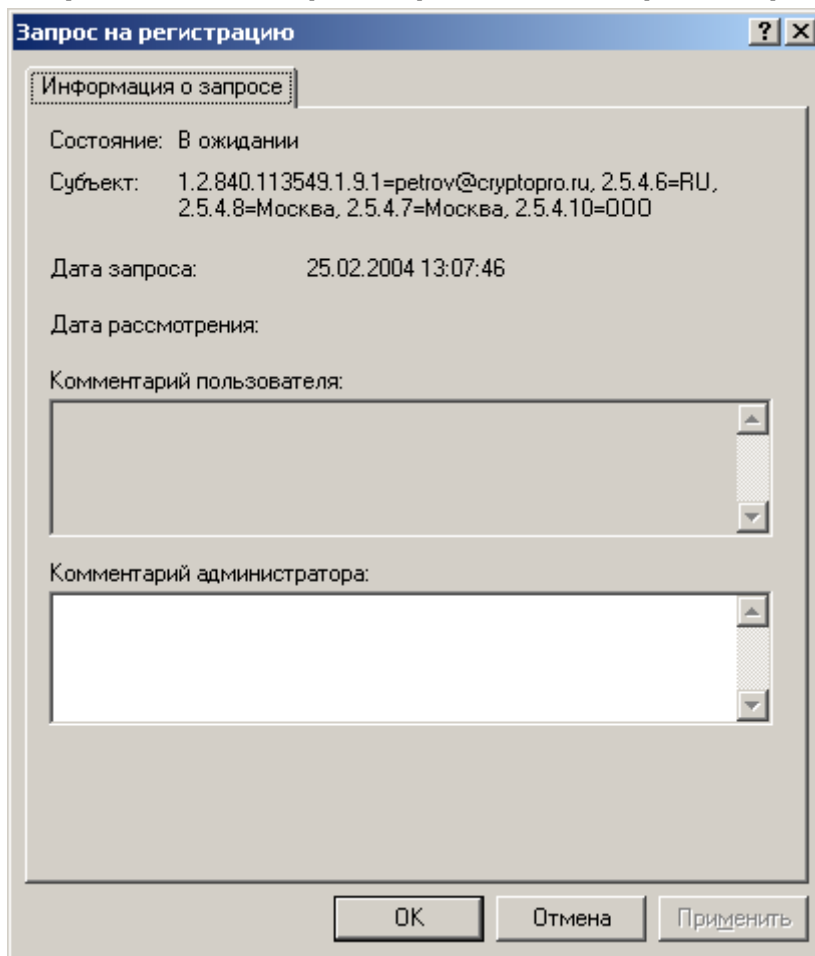 Запрос на регистрацию
Информация о запросе
Состояние: В ожидании
Субъект: 1.2.840.113549.1.9.1=petrov@cryptopro.ru, 2.5.4.6=RU,
2.5.4.8=Москва, 2.5.4.7=Москва, 2.5.4.10=ООО
Дата запроса: 25.02.2004 13:07:46
Дата рассмотрения:
Комментарий пользователя:
Комментарий администратора:
ОК Отмена Применить